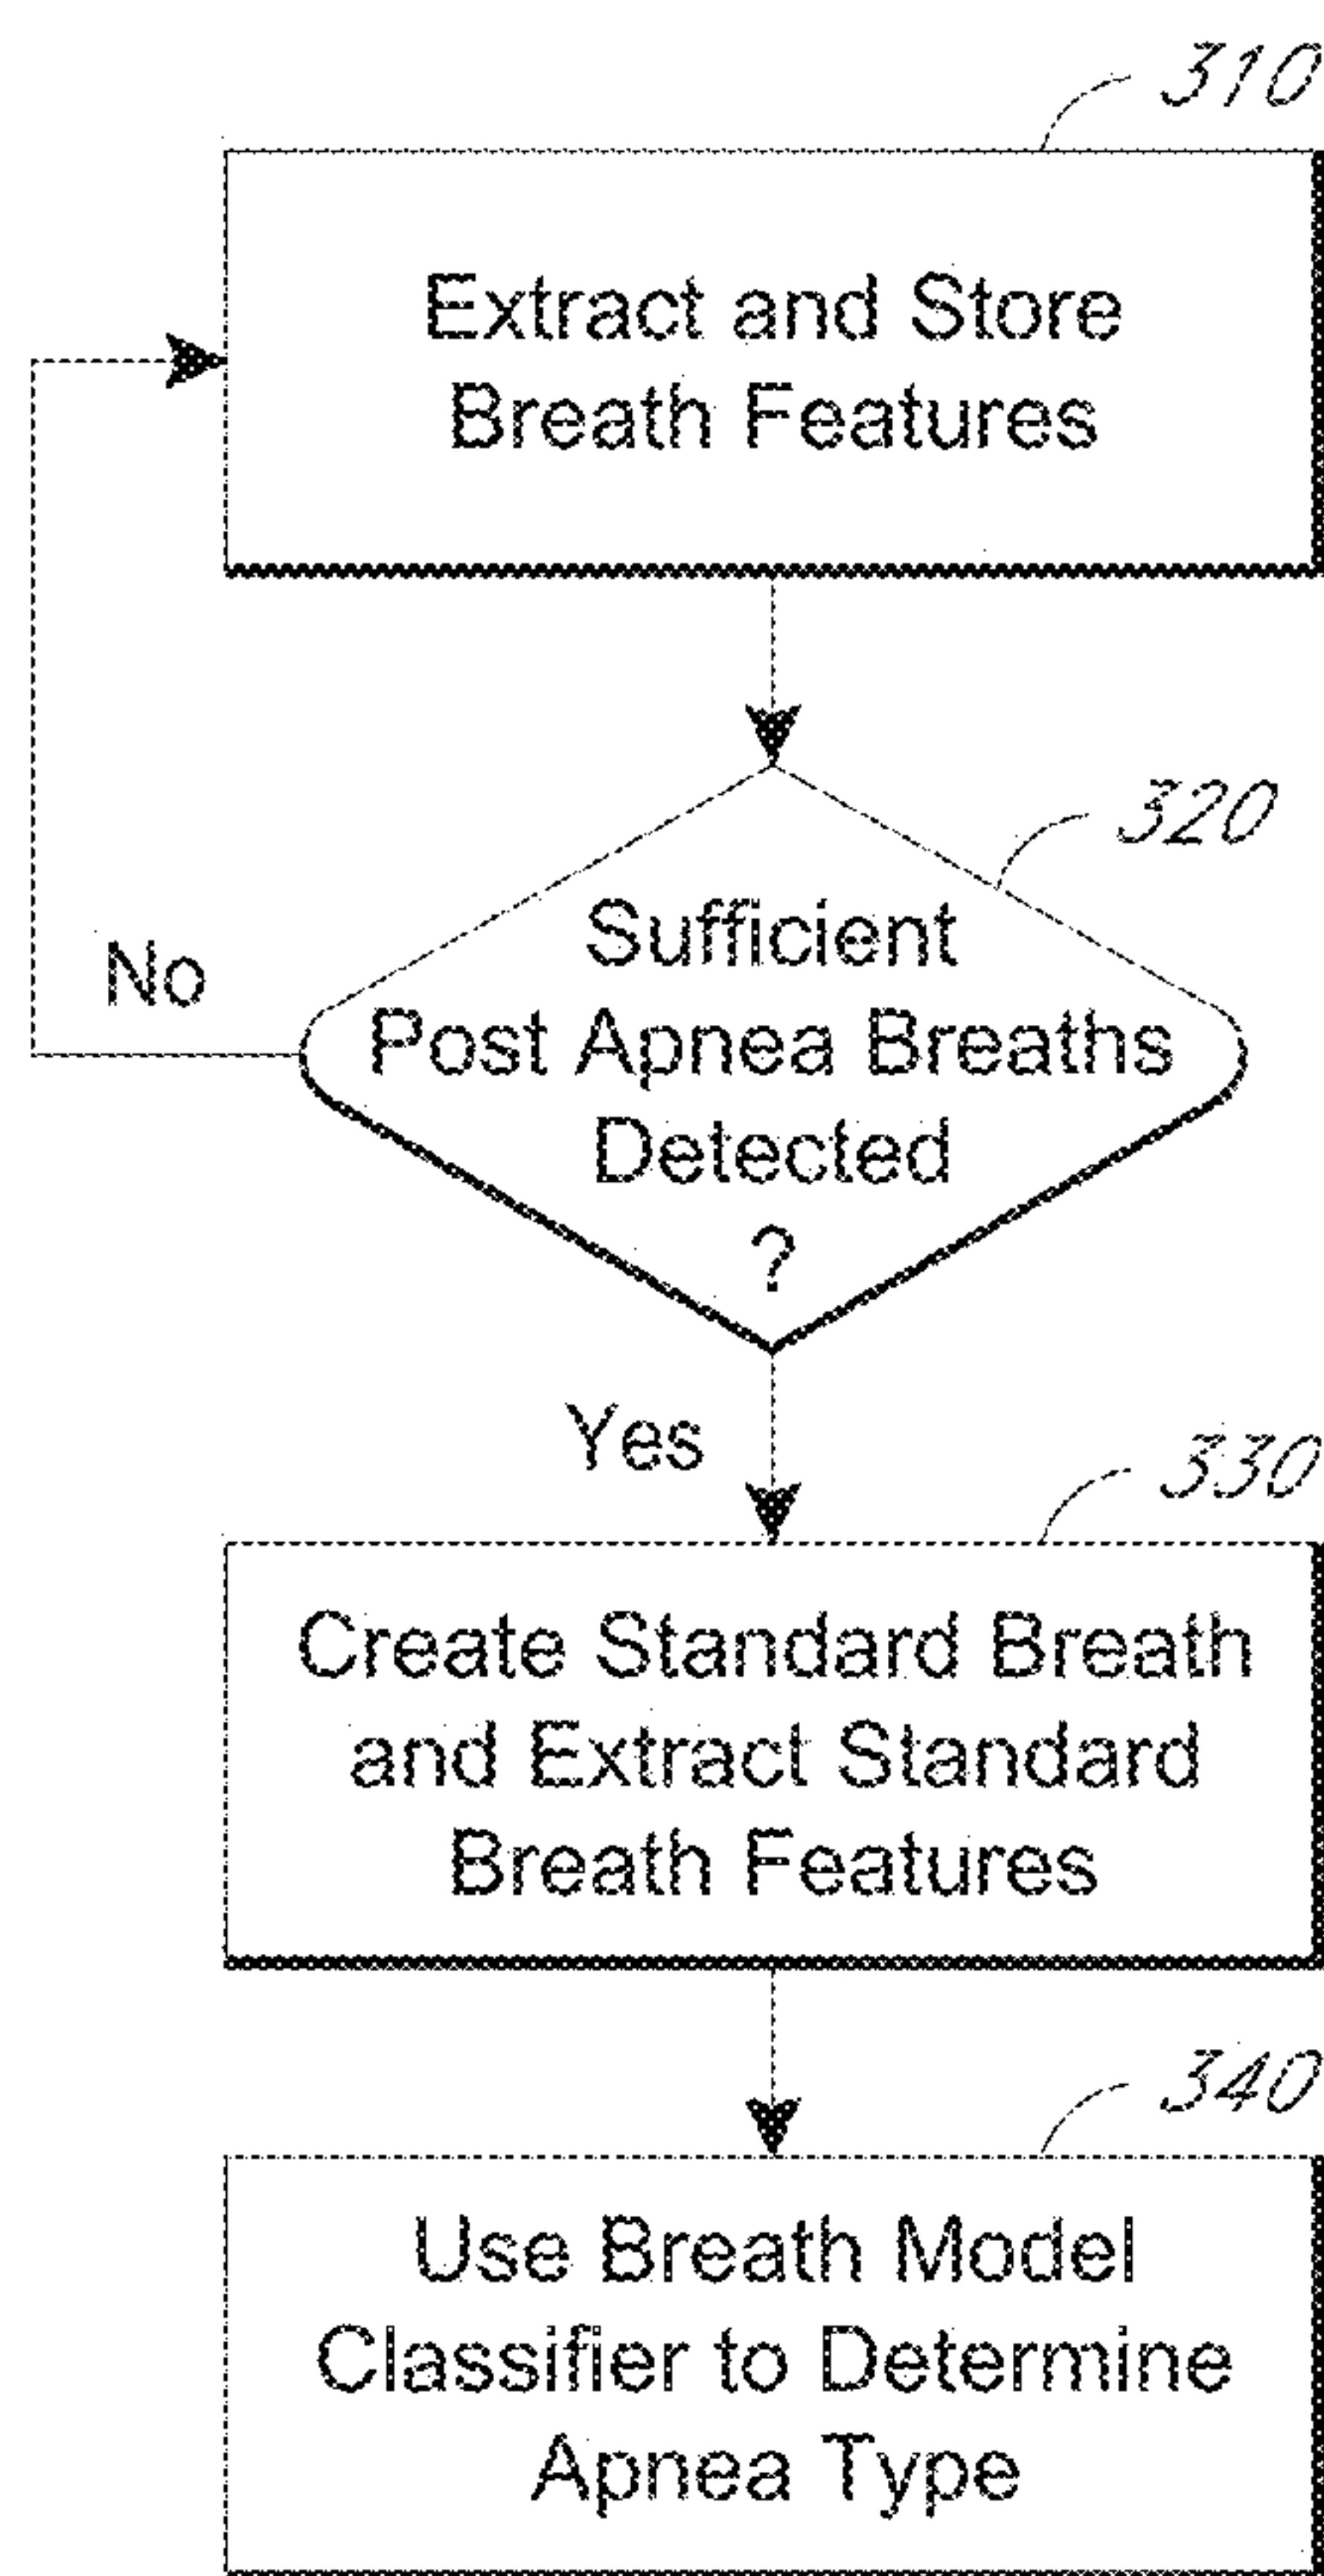 310
Extract and Store
Breath Features
320
Sufficient
Post Apnea Breaths
Detected
?
No
Yes
330
Create Standard Breath
and Extract Standard
Breath Features
340
Use Breath Model
Classifier to Determine
Apnea Type